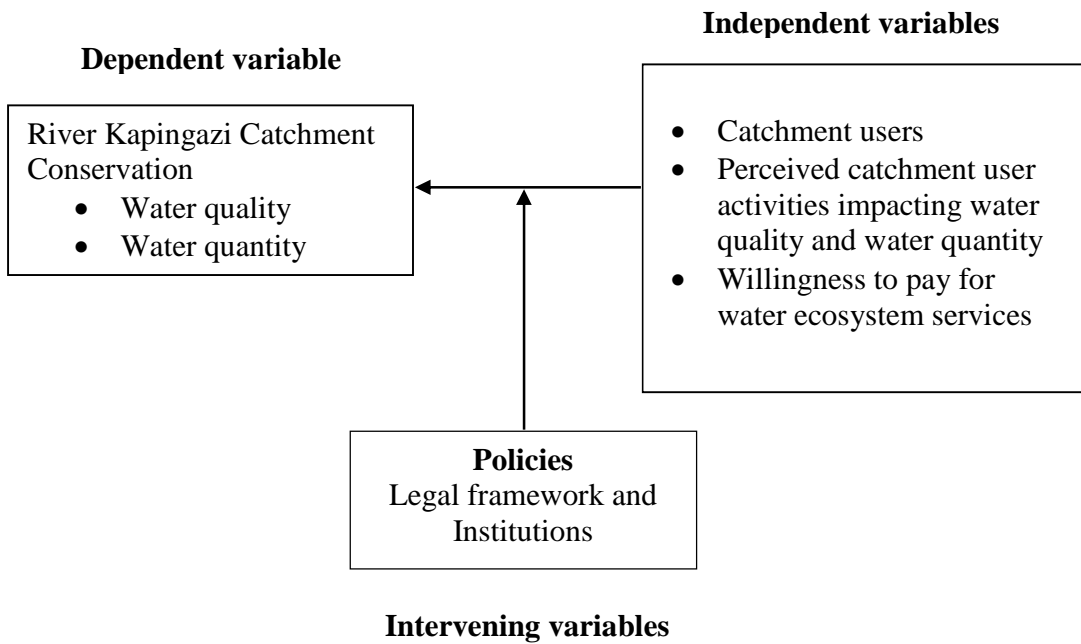 Independent variables
Dependent variable
River Kapingazi Catchment
Conservation
• Water quality
• Water quantity
• Catchment users
• Perceived catchment user
activities impacting water
quality and water quantity
• Willingness to pay for
water ecosystem services
Policies
Legal framework and
Institutions
Intervening variables